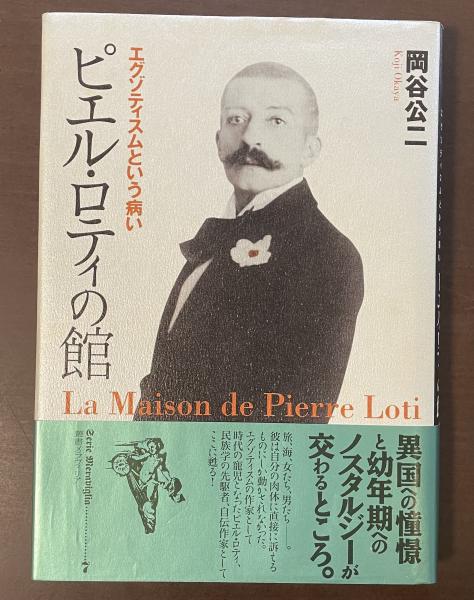 岡谷公二
Koji Okaya
エグゾティスムという病い
ピエル・ロティの館
La Maison de Pierre Loti
異国への憧憬
と幼年期への
ノスタルジーが
交わるところ。
旅、海、女たち、男たち――。
彼は自分の肉体に直接に訴てる
ものにしか動かされなかった。
エグゾティスムの作家として
時代の寵児となったピエル・ロティ、
民族学の先駆者、自伝作家として
ここに甦る!
Serie Merabiglia
叢書メラヴィリア
7